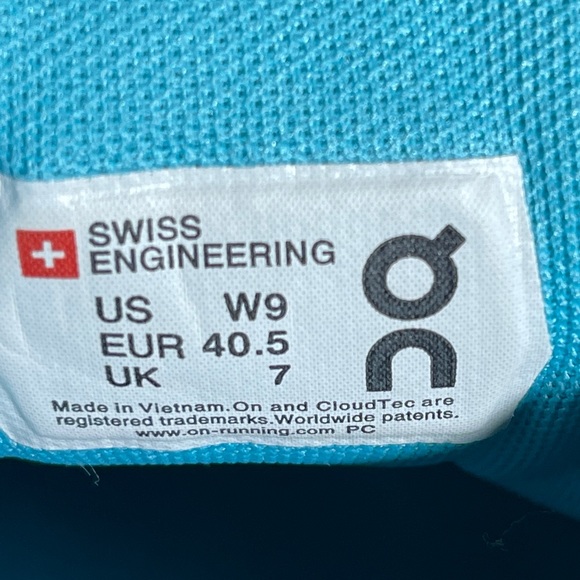 SWISS
ENGINEERING
US W9
EUR 40.5
UK 7
On
Made in Vietnam. On and CloudTec are
registered trademarks. Worldwide patents.
www.on-running.com PC